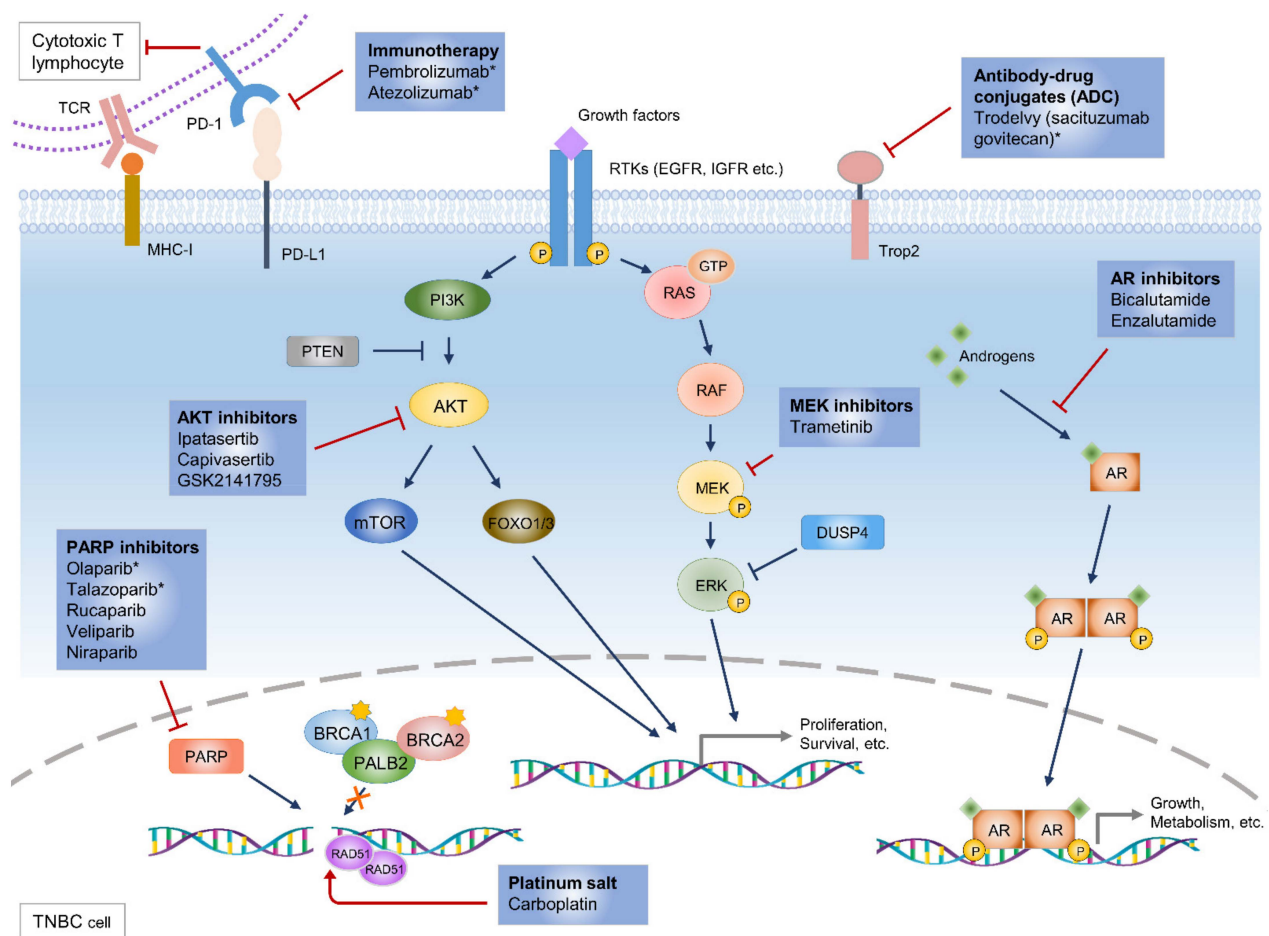 Cytotoxic T
lymphocyte
TCR
PD-1
Immunotherapy
Pembrolizumab*
Atezolizumab*
MHC-I
PD-L1
Growth factors
RTKs (EGFR, IGFR etc.)
Antibody-drug
conjugates (ADC)
Trodelvy (sacituzumab
govitecan)*
Trop2
P
P
PI3K
GTP
RAS
PTEN
AKT
RAF
AKT inhibitors
Ipatasertib
Capivasertib
GSK2141795
MEK inhibitors
Trametinib
AR inhibitors
Bicalutamide
Enzalutamide
Androgens
AR
mTOR
FOXO1/3
MEK
P
DUSP4
ERK
P
AR
AR
P
P
PARP inhibitors
Olaparib*
Talazoparib*
Rucaparib
Veliparib
Niraparib
PARP
BRCA1
BRCA2
PALB2
RAD51
RAD51
Proliferation,
Survival, etc.
Growth,
Metabolism, etc.
AR
AR
P
P
Platinum salt
Carboplatin
TNBC cell